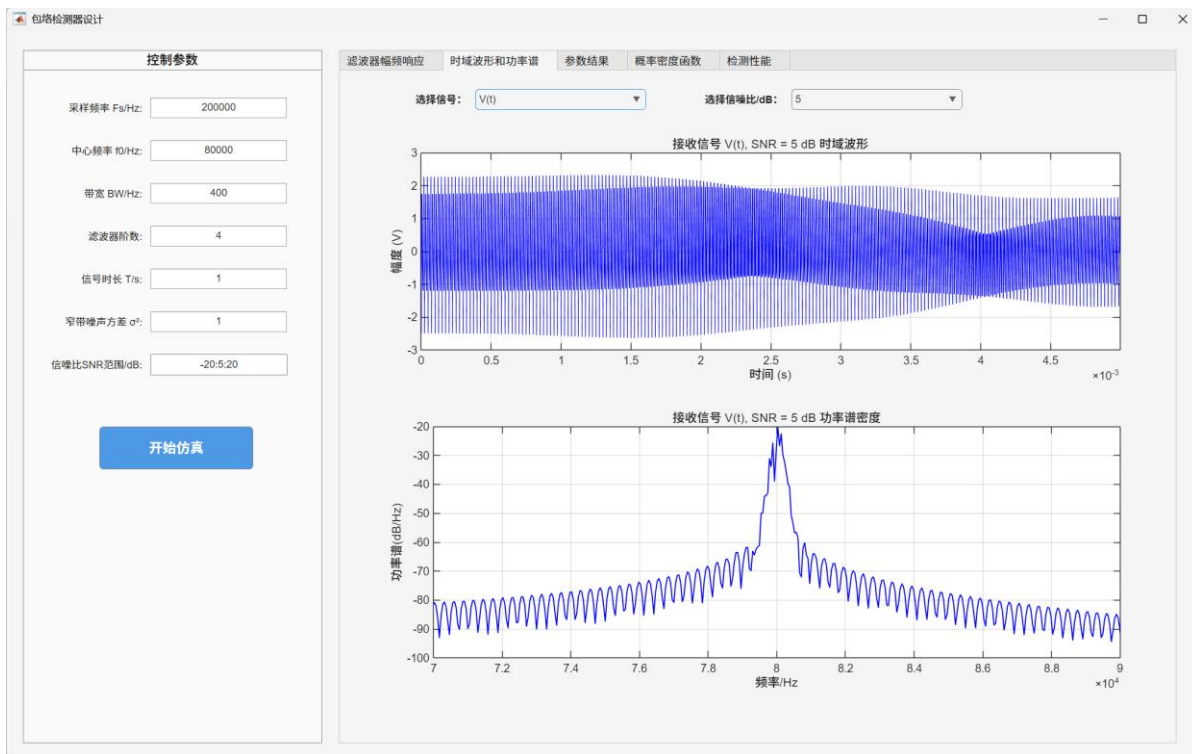 包络检测器设计
控制参数
采样频率 Fs/Hz: 200000
中心频率 f0/Hz: 80000
带宽 BW/Hz: 400
滤波器阶数: 4
信号时长 T/s: 1
窄带噪声方差 σ²: 1
信噪比SNR范围/dB: -20:5:20
开始仿真
滤波器幅频响应 时域波形和功率谱 参数结果 概率密度函数 检测性能
选择信号: V(t) 选择信噪比/dB: 5
接收信号 V(t), SNR = 5 dB 时域波形
幅度 (V)
3
2
1
0
-1
-2
-3
0 0.5 1 1.5 2 2.5 3 3.5 4 4.5
时间 (s)
×10-3
接收信号 V(t), SNR = 5 dB 功率谱密度
功率谱(dB/Hz)
-20
-30
-40
-50
-60
-70
-80
-90
-100
7 7.2 7.4 7.6 7.8 8 8.2 8.4 8.6 8.8 9
频率/Hz
×104